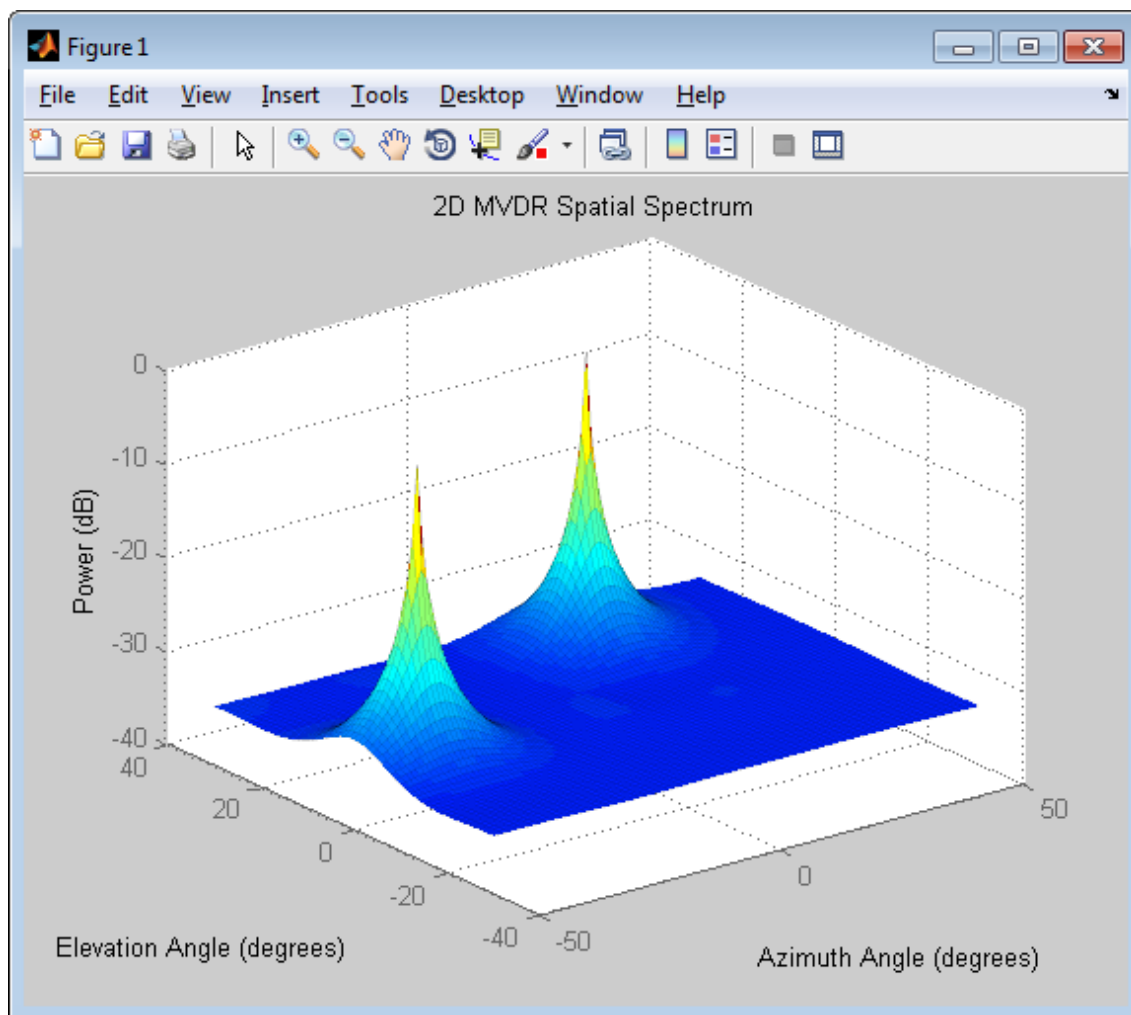 Figure 1
File Edit View Insert Tools Desktop Window Help
2D MVDR Spatial Spectrum
0
-10
-20
-30
-40
Power (dB)
40
20
0
-20
-40
Elevation Angle (degrees)
-50
0
50
Azimuth Angle (degrees)